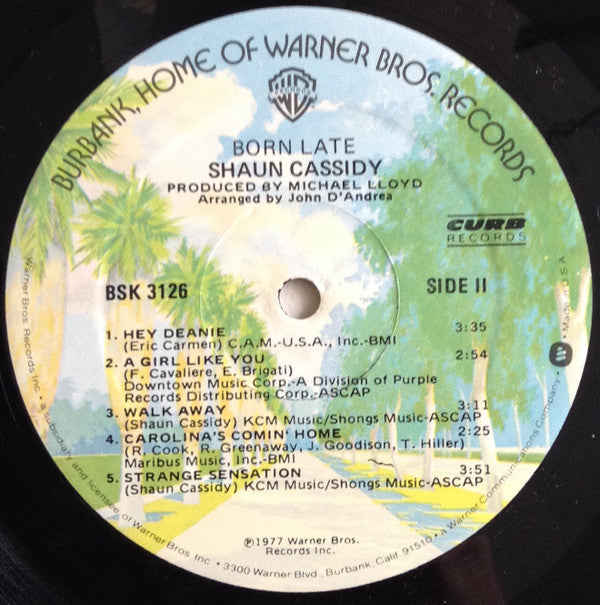 BURBANK, HOME OF WARNER BROS. RECORDS
WB
RECORDS
BORN LATE
SHAUN CASSIDY
PRODUCED BY MICHAEL LLOYD
Arranged by John D'Andrea
CURB
RECORDS
BSK 3126
SIDE II
1. HEY DEANIE 3:35
(Eric Carmen) C.A.M.-U.S.A., Inc.-BMI
2. A GIRL LIKE YOU 2:54
(F. Cavaliere, E. Brigati)
Downtown Music Corp.-A Division of Purple
Records Distributing Corp.-ASCAP
3. WALK AWAY 3:11
(Shaun Cassidy) KCM Music/Shongs Music-ASCAP
4. CAROLINA'S COMIN' HOME 2:25
(R. Cook, R. Greenaway, J. Goodison, T. Hiller)
Maribus Music, Inc.-BMI
5. STRANGE SENSATION 3:51
(Shaun Cassidy) KCM Music/Shongs Music-ASCAP
℗1977 Warner Bros.
Records Inc.
Warner Bros. Records Inc. • a Subsidiary and licensee of Warner Bros. Inc. • 3300 Warner Blvd., Burbank, Calif. 91510 • a Warner Communications Company • Made in U.S.A.